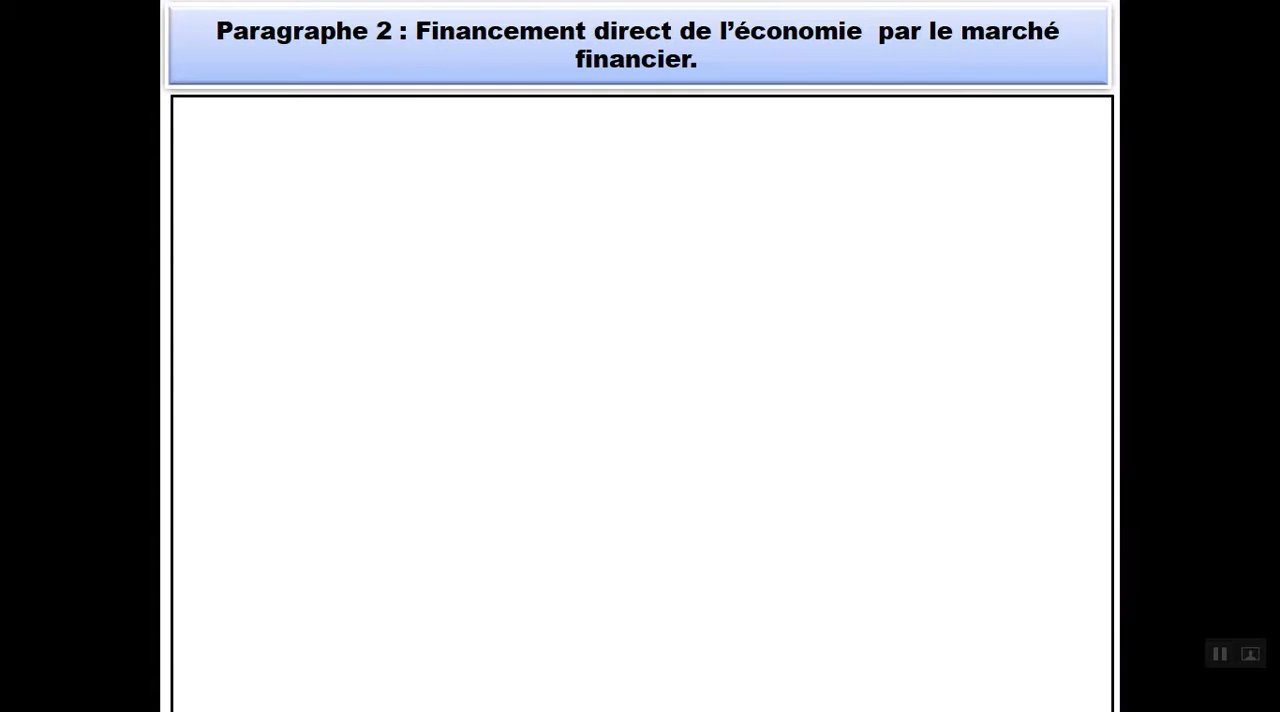 Paragraphe 2 : Financement direct de l’économie par le marché
financier.